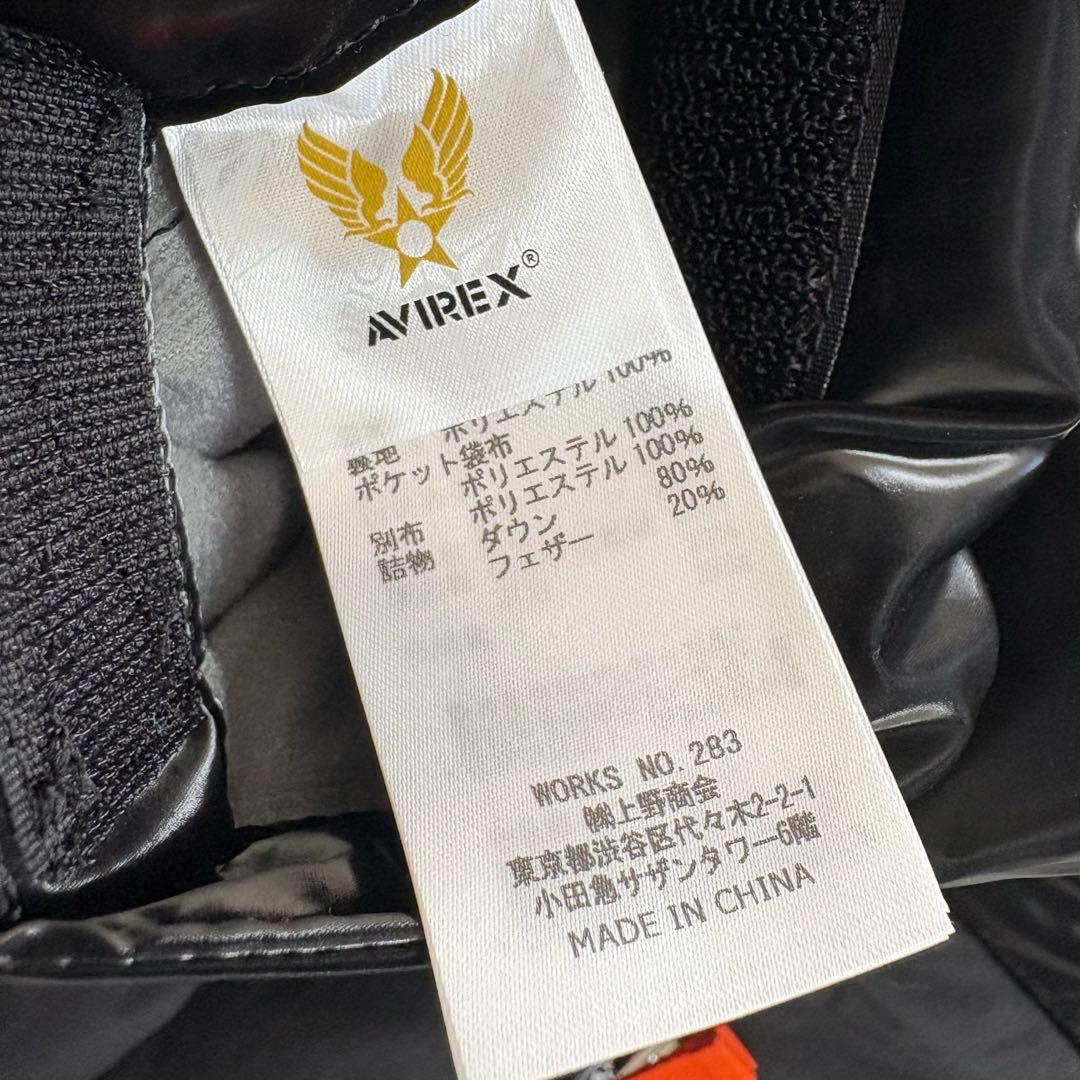 AVIREX®
ポリエステル 100%
ポケット袋布
ポリエステル 100%
別布 ポリエステル 100%
詰物 ダウン 80%
フェザー 20%
WORKS NO. 283
㈱上野商会
東京都渋谷区代々木2-2-1
小田急サザンタワー6階
MADE IN CHINA